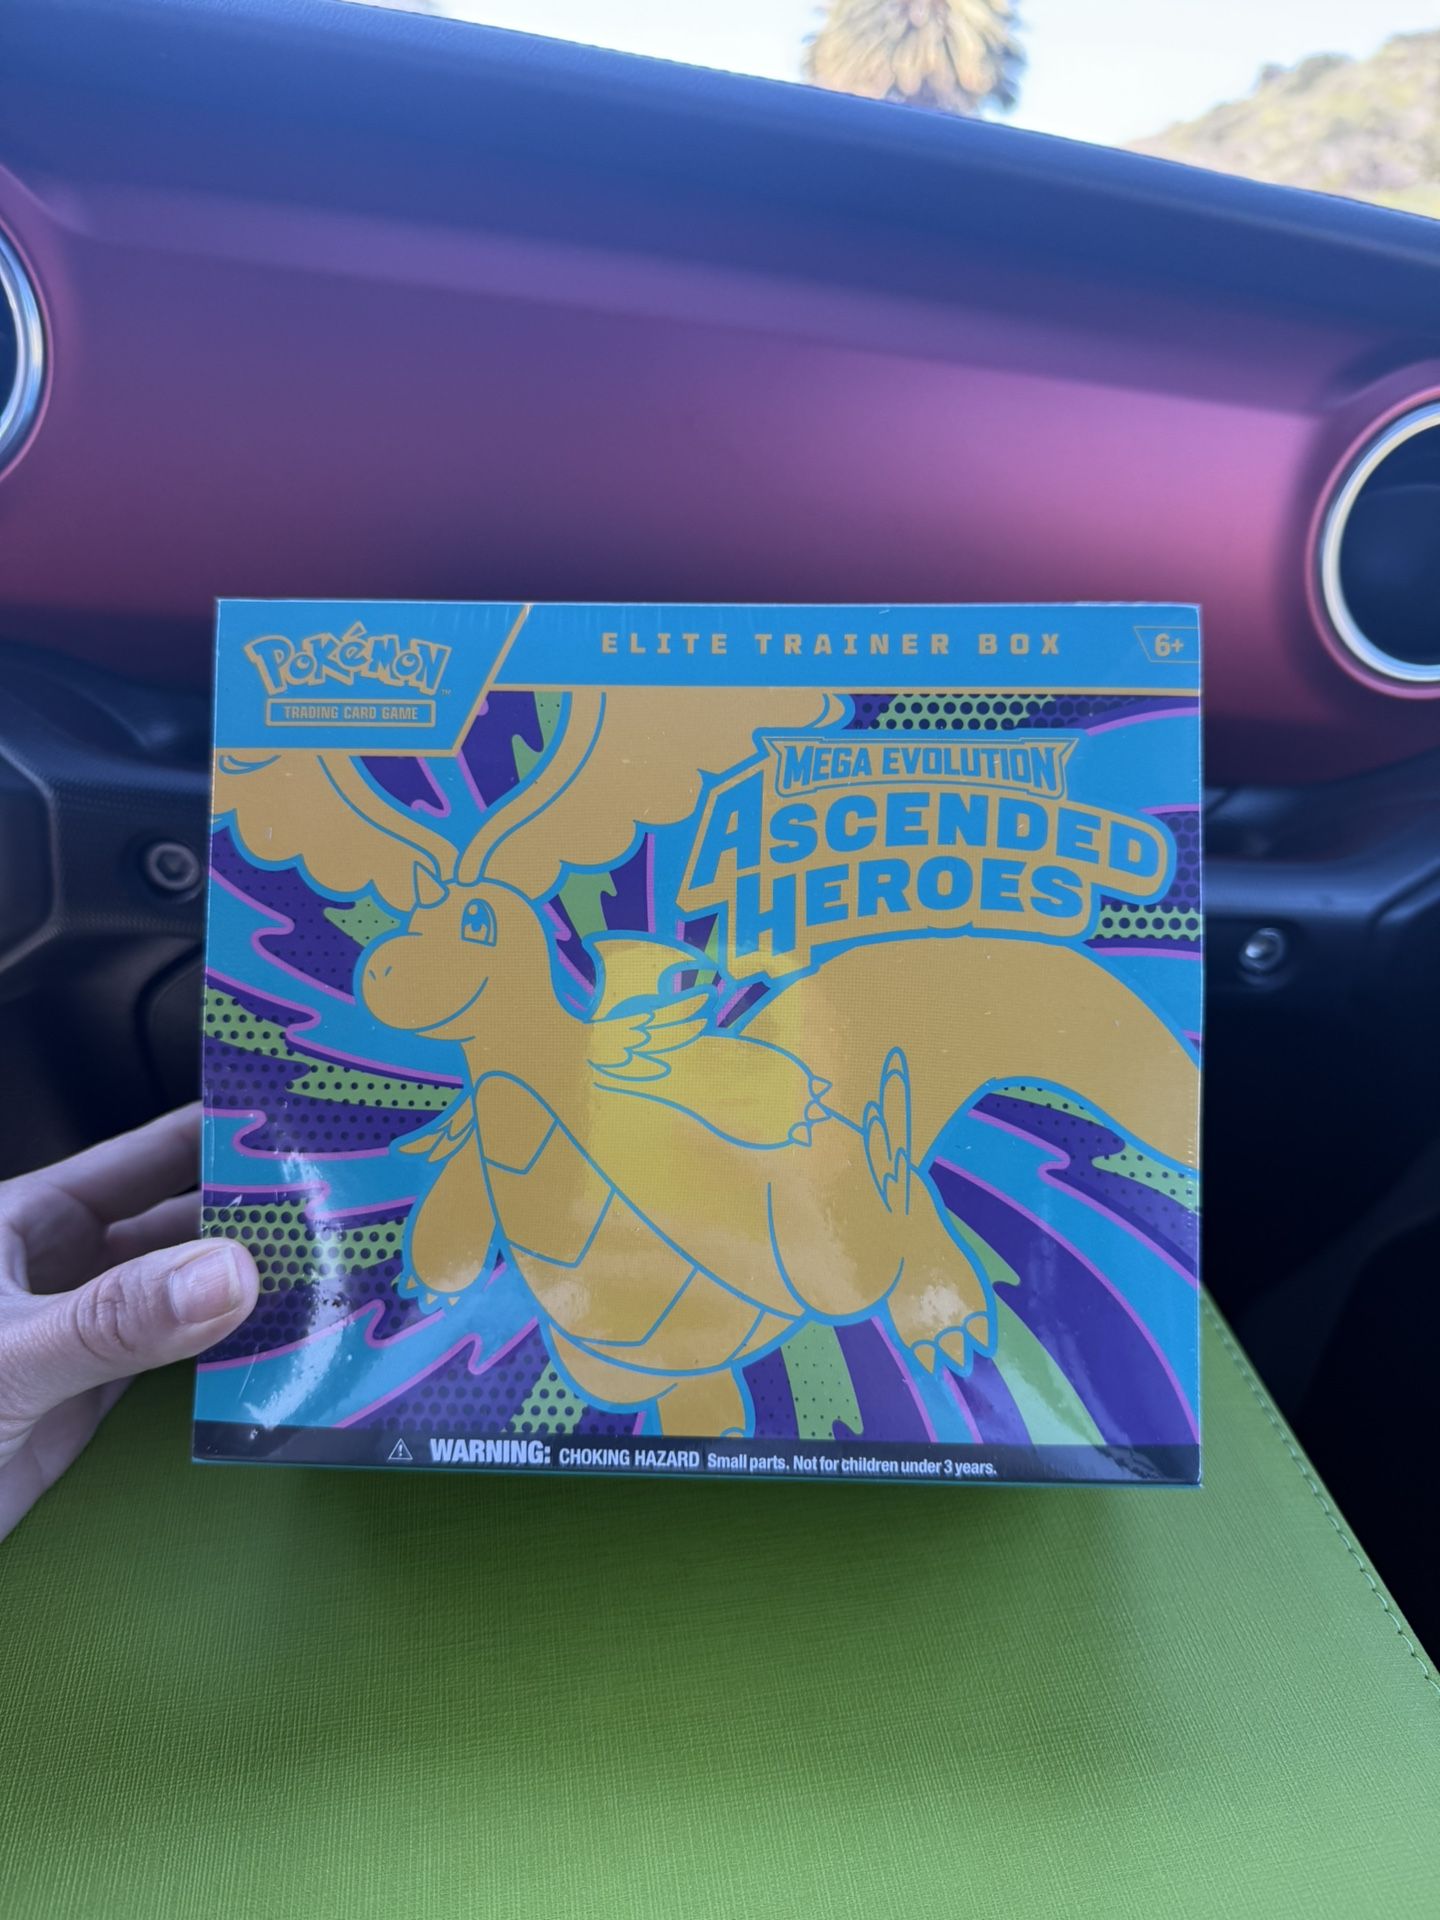 POKéMON™
TRADING CARD GAME
ELITE TRAINER BOX
6+
MEGA EVOLUTION
ASCENDED
HEROES
WARNING: CHOKING HAZARD Small parts. Not for children under 3 years.